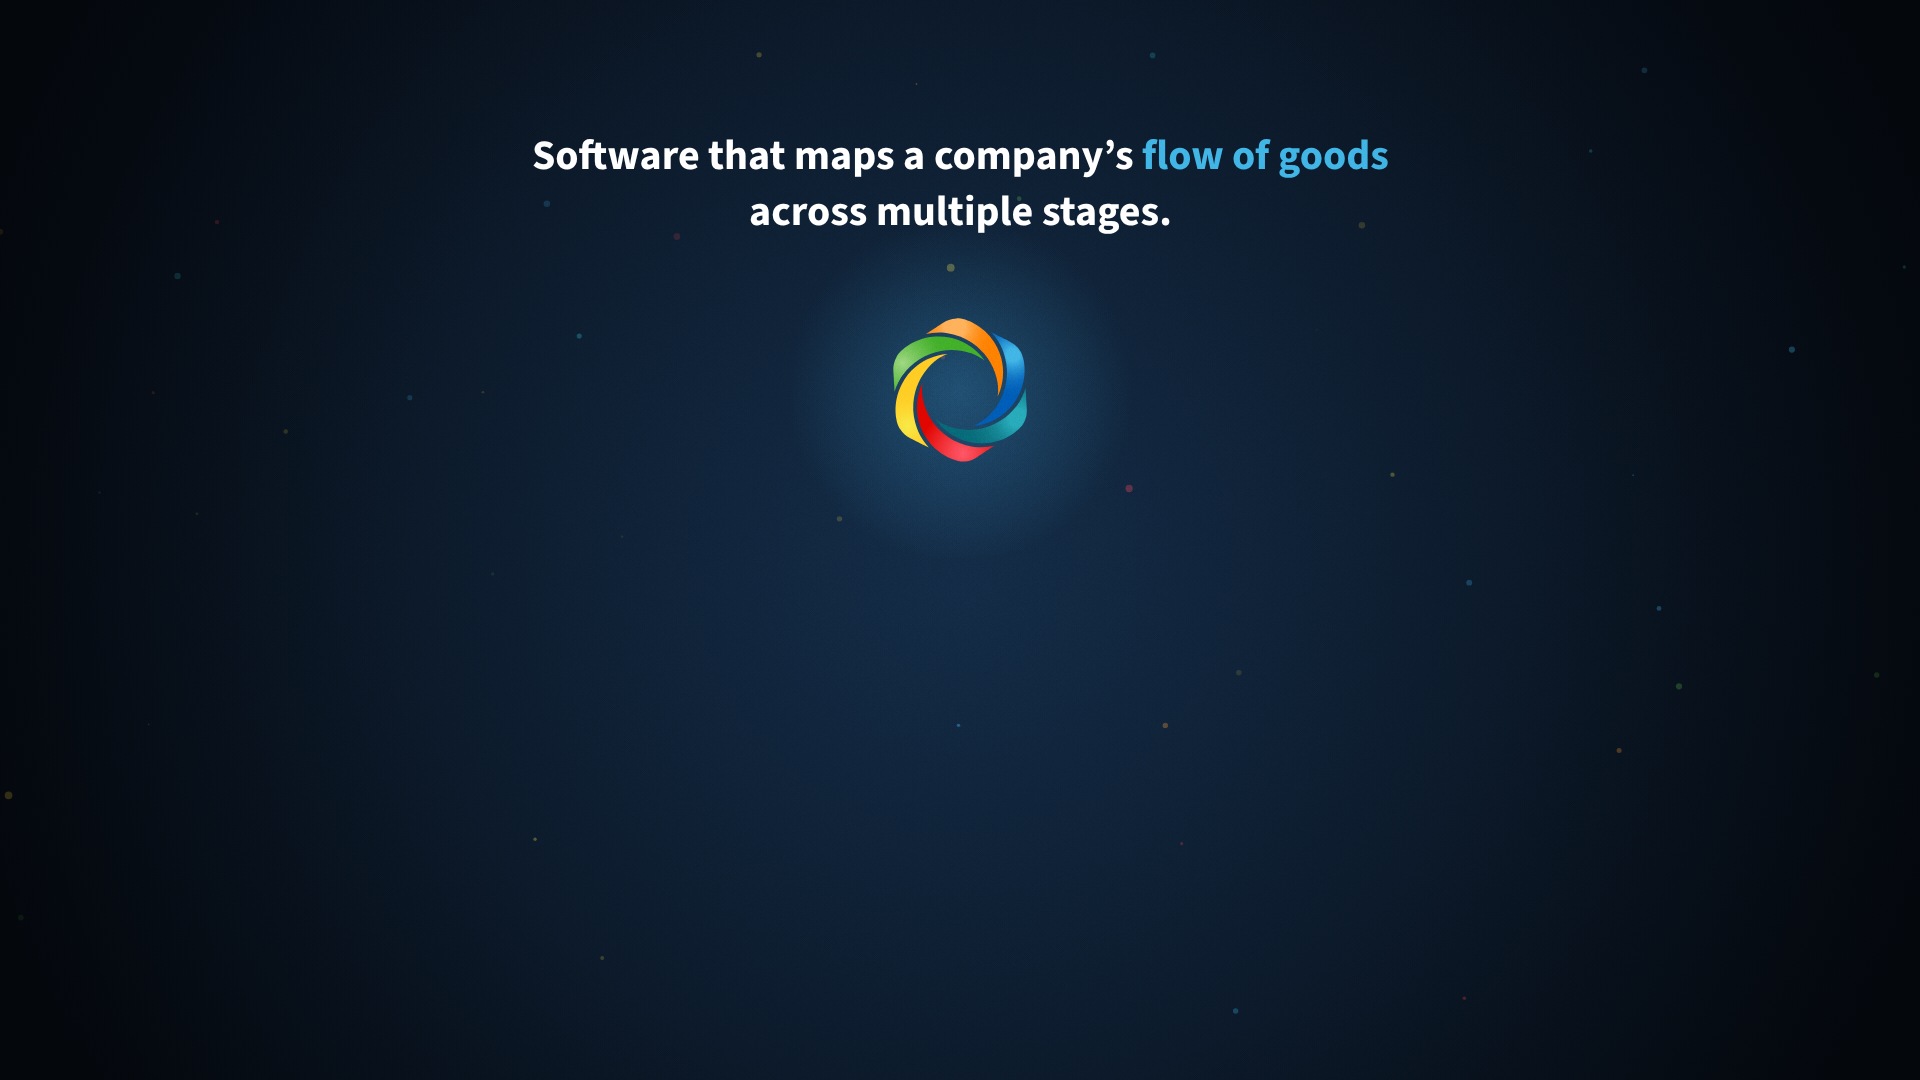 Software that maps a company’s flow of goods
across multiple stages.